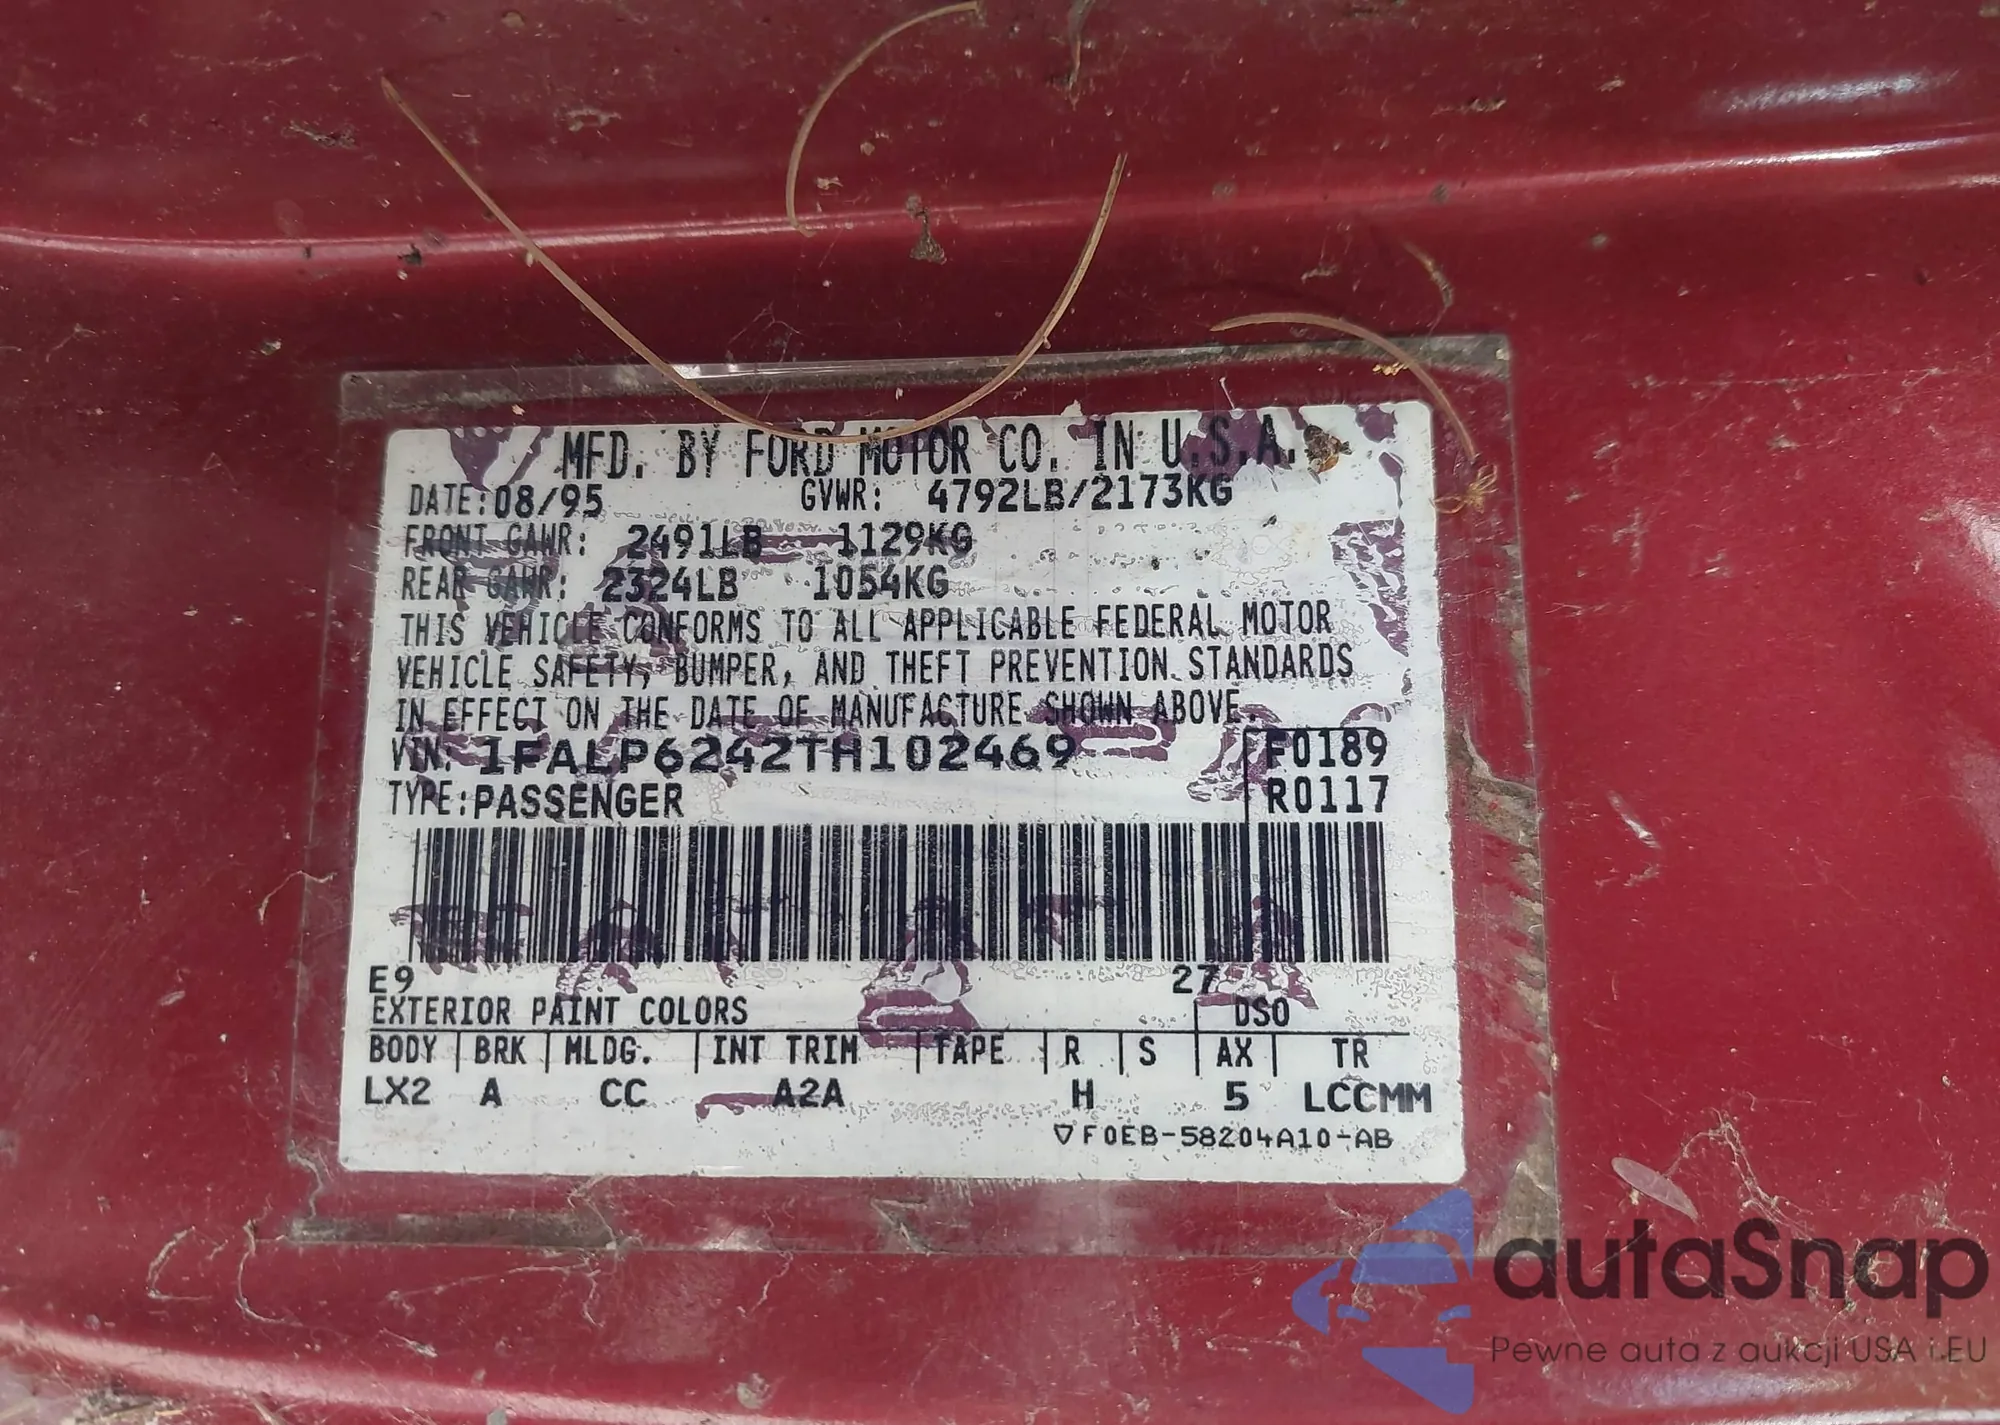 MFD. BY FORD MOTOR CO. IN U.S.A.
DATE: 08/95 GVWR: 4792LB/2173KG
FRONT GAWR: 2491LB 1129KG
REAR GAWR: 2324LB 1054KG
THIS VEHICLE CONFORMS TO ALL APPLICABLE FEDERAL MOTOR
VEHICLE SAFETY, BUMPER, AND THEFT PREVENTION STANDARDS
IN EFFECT ON THE DATE OF MANUFACTURE SHOWN ABOVE.
VIN: 1FALP6242TH102469 F0189
TYPE: PASSENGER R0117
E9 27
EXTERIOR PAINT COLORS DSO
BODY BRK MLDG. INT TRIM TAPE R S AX TR
LX2 A CC A2A H 5 LCCMM
▽F0EB-58204A10-AB
autaSnap
Pewne auta z aukcji USA i EU